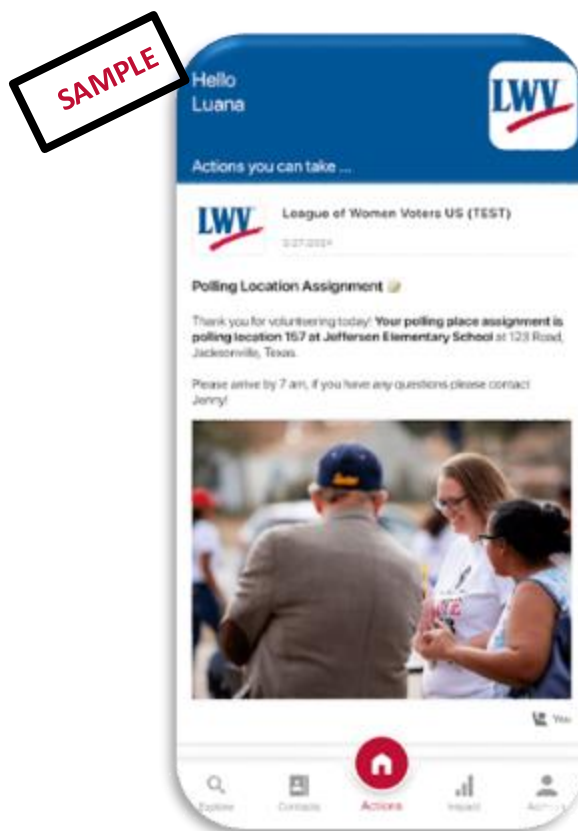 SAMPLE
Hello
Luana
LWV
Actions you can take ...
LWV
League of Women Voters US (TEST)
Polling Location Assignment
Thank you for volunteering today! Your polling place assignment is
polling location 157 at Jefferson Elementary School at 123 Road,
Jacksonville, Texas.
Please arrive by 7 am, if you have any questions please contact
Jenny!
You
Explore
Contacts
Actions
Impact